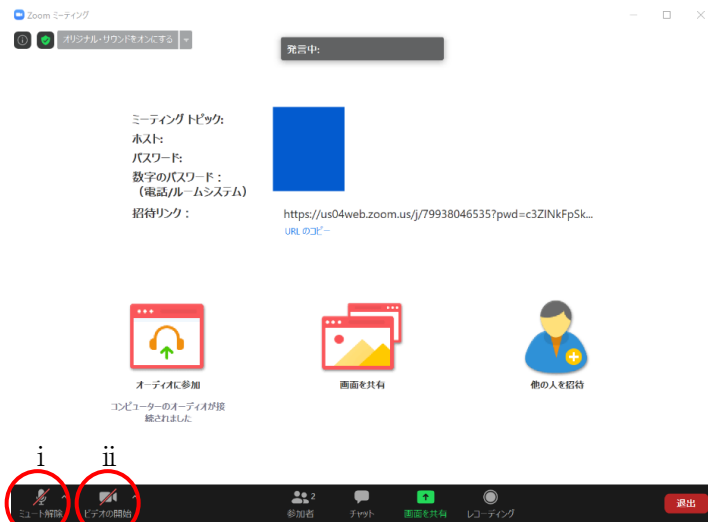 Zoom ミーティング
オリジナル・サウンドをオンにする
発言中:
ミーティング トピック:
ホスト:
パスワード:
数字のパスワード：
（電話/ルームシステム）
招待リンク：
https://us04web.zoom.us/j/79938046535?pwd=c3ZINkFpSk...
URL のコピー
オーディオに参加
画面を共有
他の人を招待
コンピューターのオーディオが接
続されました
i
ii
2
ミュート解除
ビデオの開始
参加者
チャット
画面を共有
レコーディング
退出